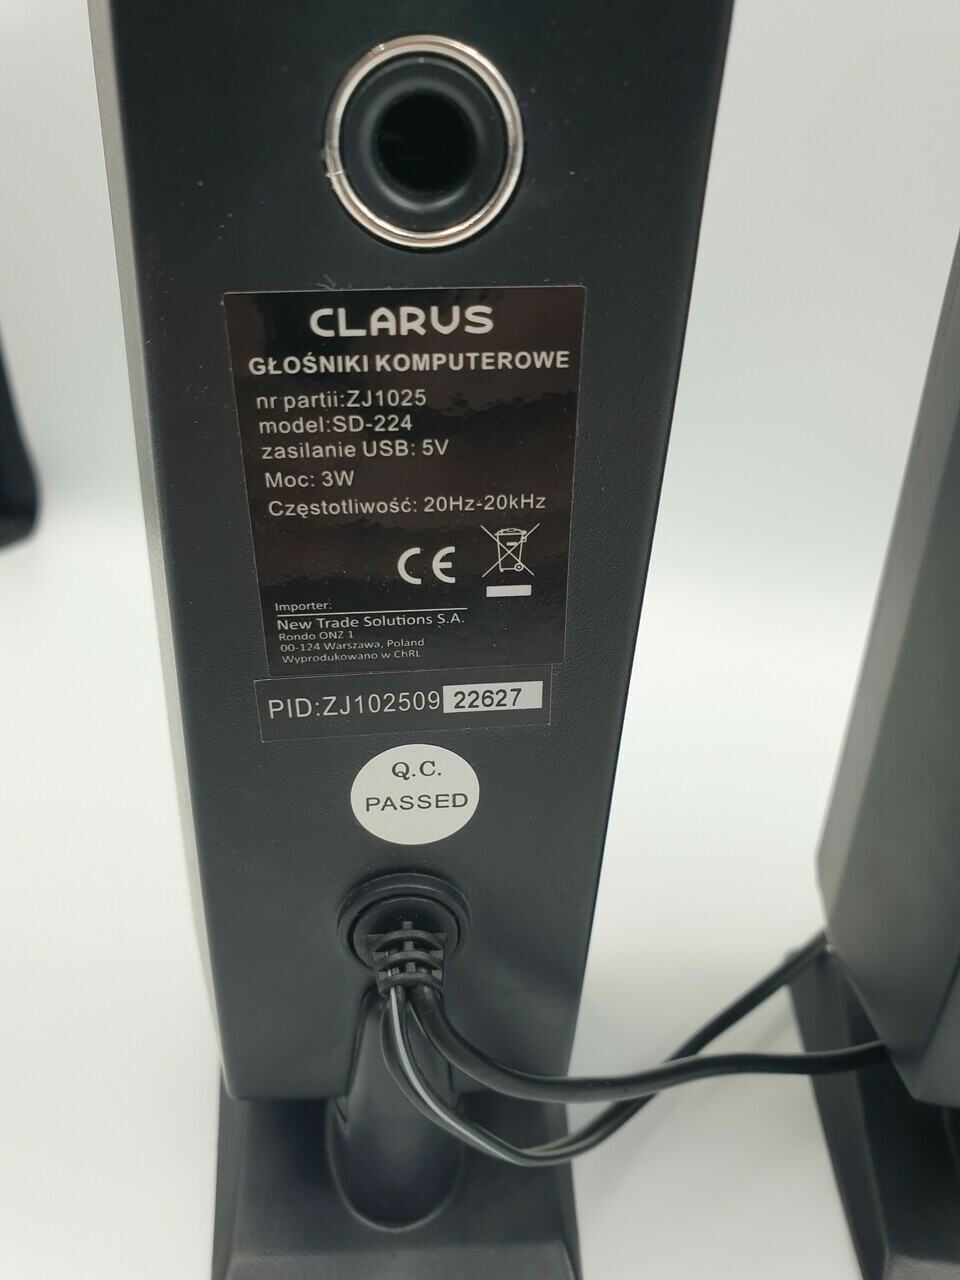 CLARUS
GŁOŚNIKI KOMPUTEROWE
nr partii:ZJ1025
model:SD-224
zasilanie USB: 5V
Moc: 3W
Częstotliwość: 20Hz-20kHz
CE
Importer:
New Trade Solutions S.A.
Rondo ONZ 1
00-124 Warszawa, Poland
Wyprodukowano w ChRL
PID:ZJ102509 22627
Q.C.
PASSED